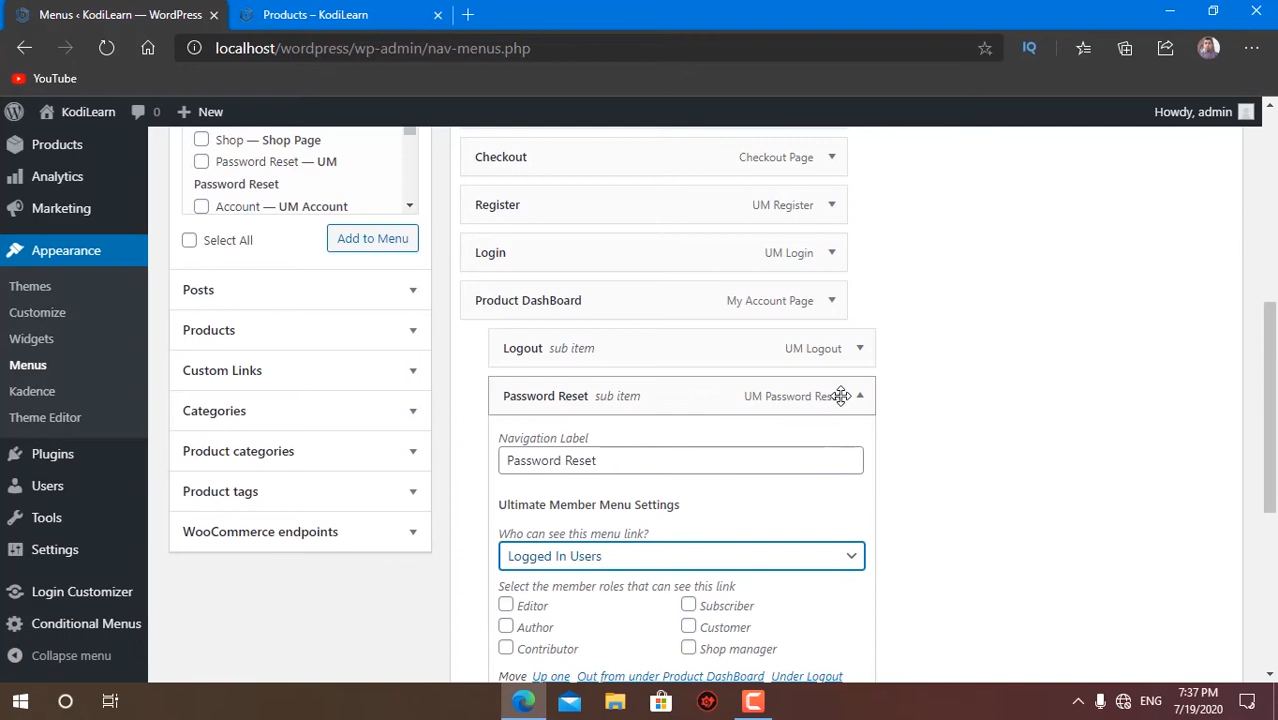 Menus ‹ KodiLearn — WordPress
Products – KodiLearn
localhost/wordpress/wp-admin/nav-menus.php
IQ
YouTube
KodiLearn
0
New
Howdy, admin
Products
Analytics
Marketing
Appearance
Themes
Customize
Widgets
Menus
Kadence
Theme Editor
Plugins
Users
Tools
Settings
Login Customizer
Conditional Menus
Collapse menu
Shop — Shop Page
Password Reset — UM
Password Reset
Account — UM Account
Select All
Add to Menu
Posts
Products
Custom Links
Categories
Product categories
Product tags
WooCommerce endpoints
Checkout Checkout Page
Register UM Register
Login UM Login
Product DashBoard My Account Page
Logout sub item UM Logout
Password Reset sub item UM Password
Navigation Label
Password Reset
Ultimate Member Menu Settings
Who can see this menu link?
Logged In Users
Select the member roles that can see this link
Editor Subscriber
Author Customer
Contributor Shop manager
Move Up one Out from under Product DashBoard Under Logout
ENG
7:37 PM
7/19/2020